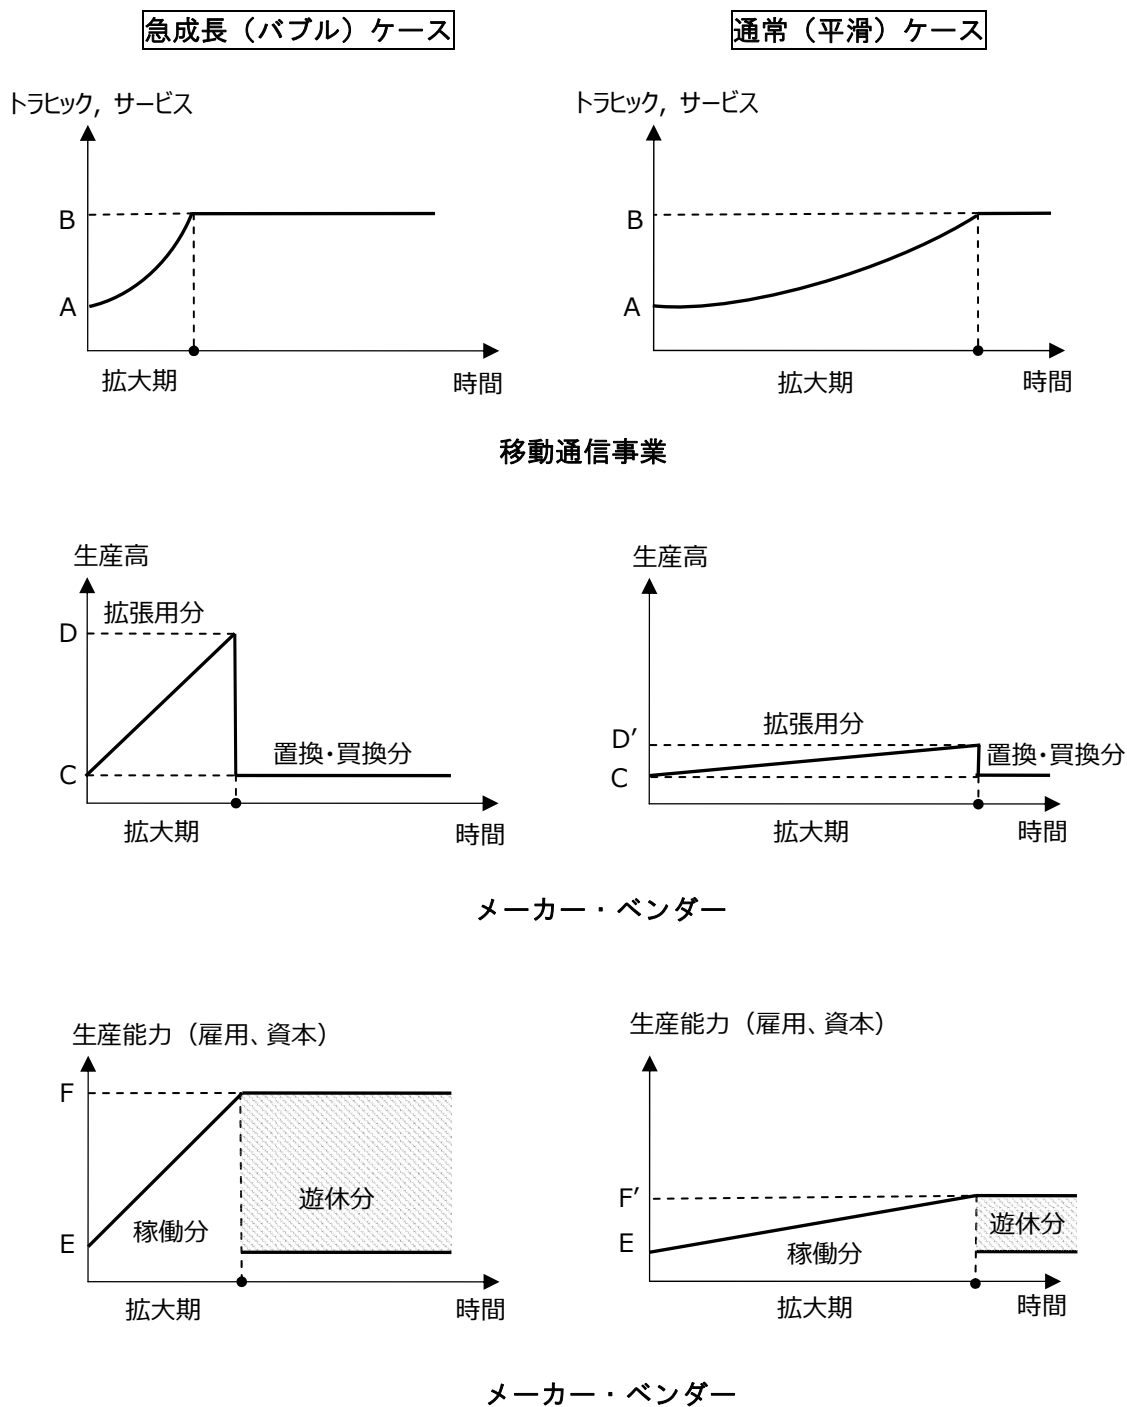 急成長（バブル）ケース
通常（平滑）ケース
トラヒック, サービス
B
A
拡大期
時間
トラヒック, サービス
B
A
拡大期
時間
移動通信事業
生産高
拡張用分
D
置換・買換分
C
拡大期
時間
生産高
拡張用分
D’
置換・買換分
C
拡大期
時間
メーカー・ベンダー
生産能力（雇用、資本）
F
遊休分
稼働分
E
拡大期
時間
生産能力（雇用、資本）
F’
遊休分
E
稼働分
拡大期
時間
メーカー・ベンダー